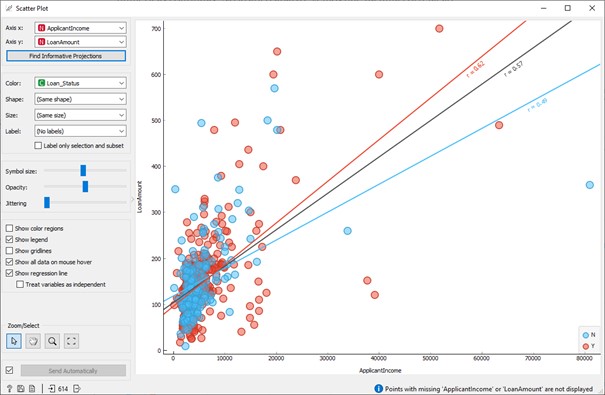 Scatter Plot
Axis x: N ApplicantIncome
Axis y: N LoanAmount
Find Informative Projections
Color: C Loan_Status
Shape: (Same shape)
Size: (Same size)
Label: (No labels)
Label only selection and subset
Symbol size:
Opacity:
Jittering:
Show color regions
Show legend
Show gridlines
Show all data on mouse hover
Show regression line
Treat variables as independent
Zoom/Select
Send Automatically
614
700
600
500
400
300
200
100
0
LoanAmount
r = 0.62
r = 0.57
r = 0.49
N
Y
0 10000 20000 30000 40000 50000 60000 70000 80000
ApplicantIncome
Points with missing 'ApplicantIncome' or 'LoanAmount' are not displayed